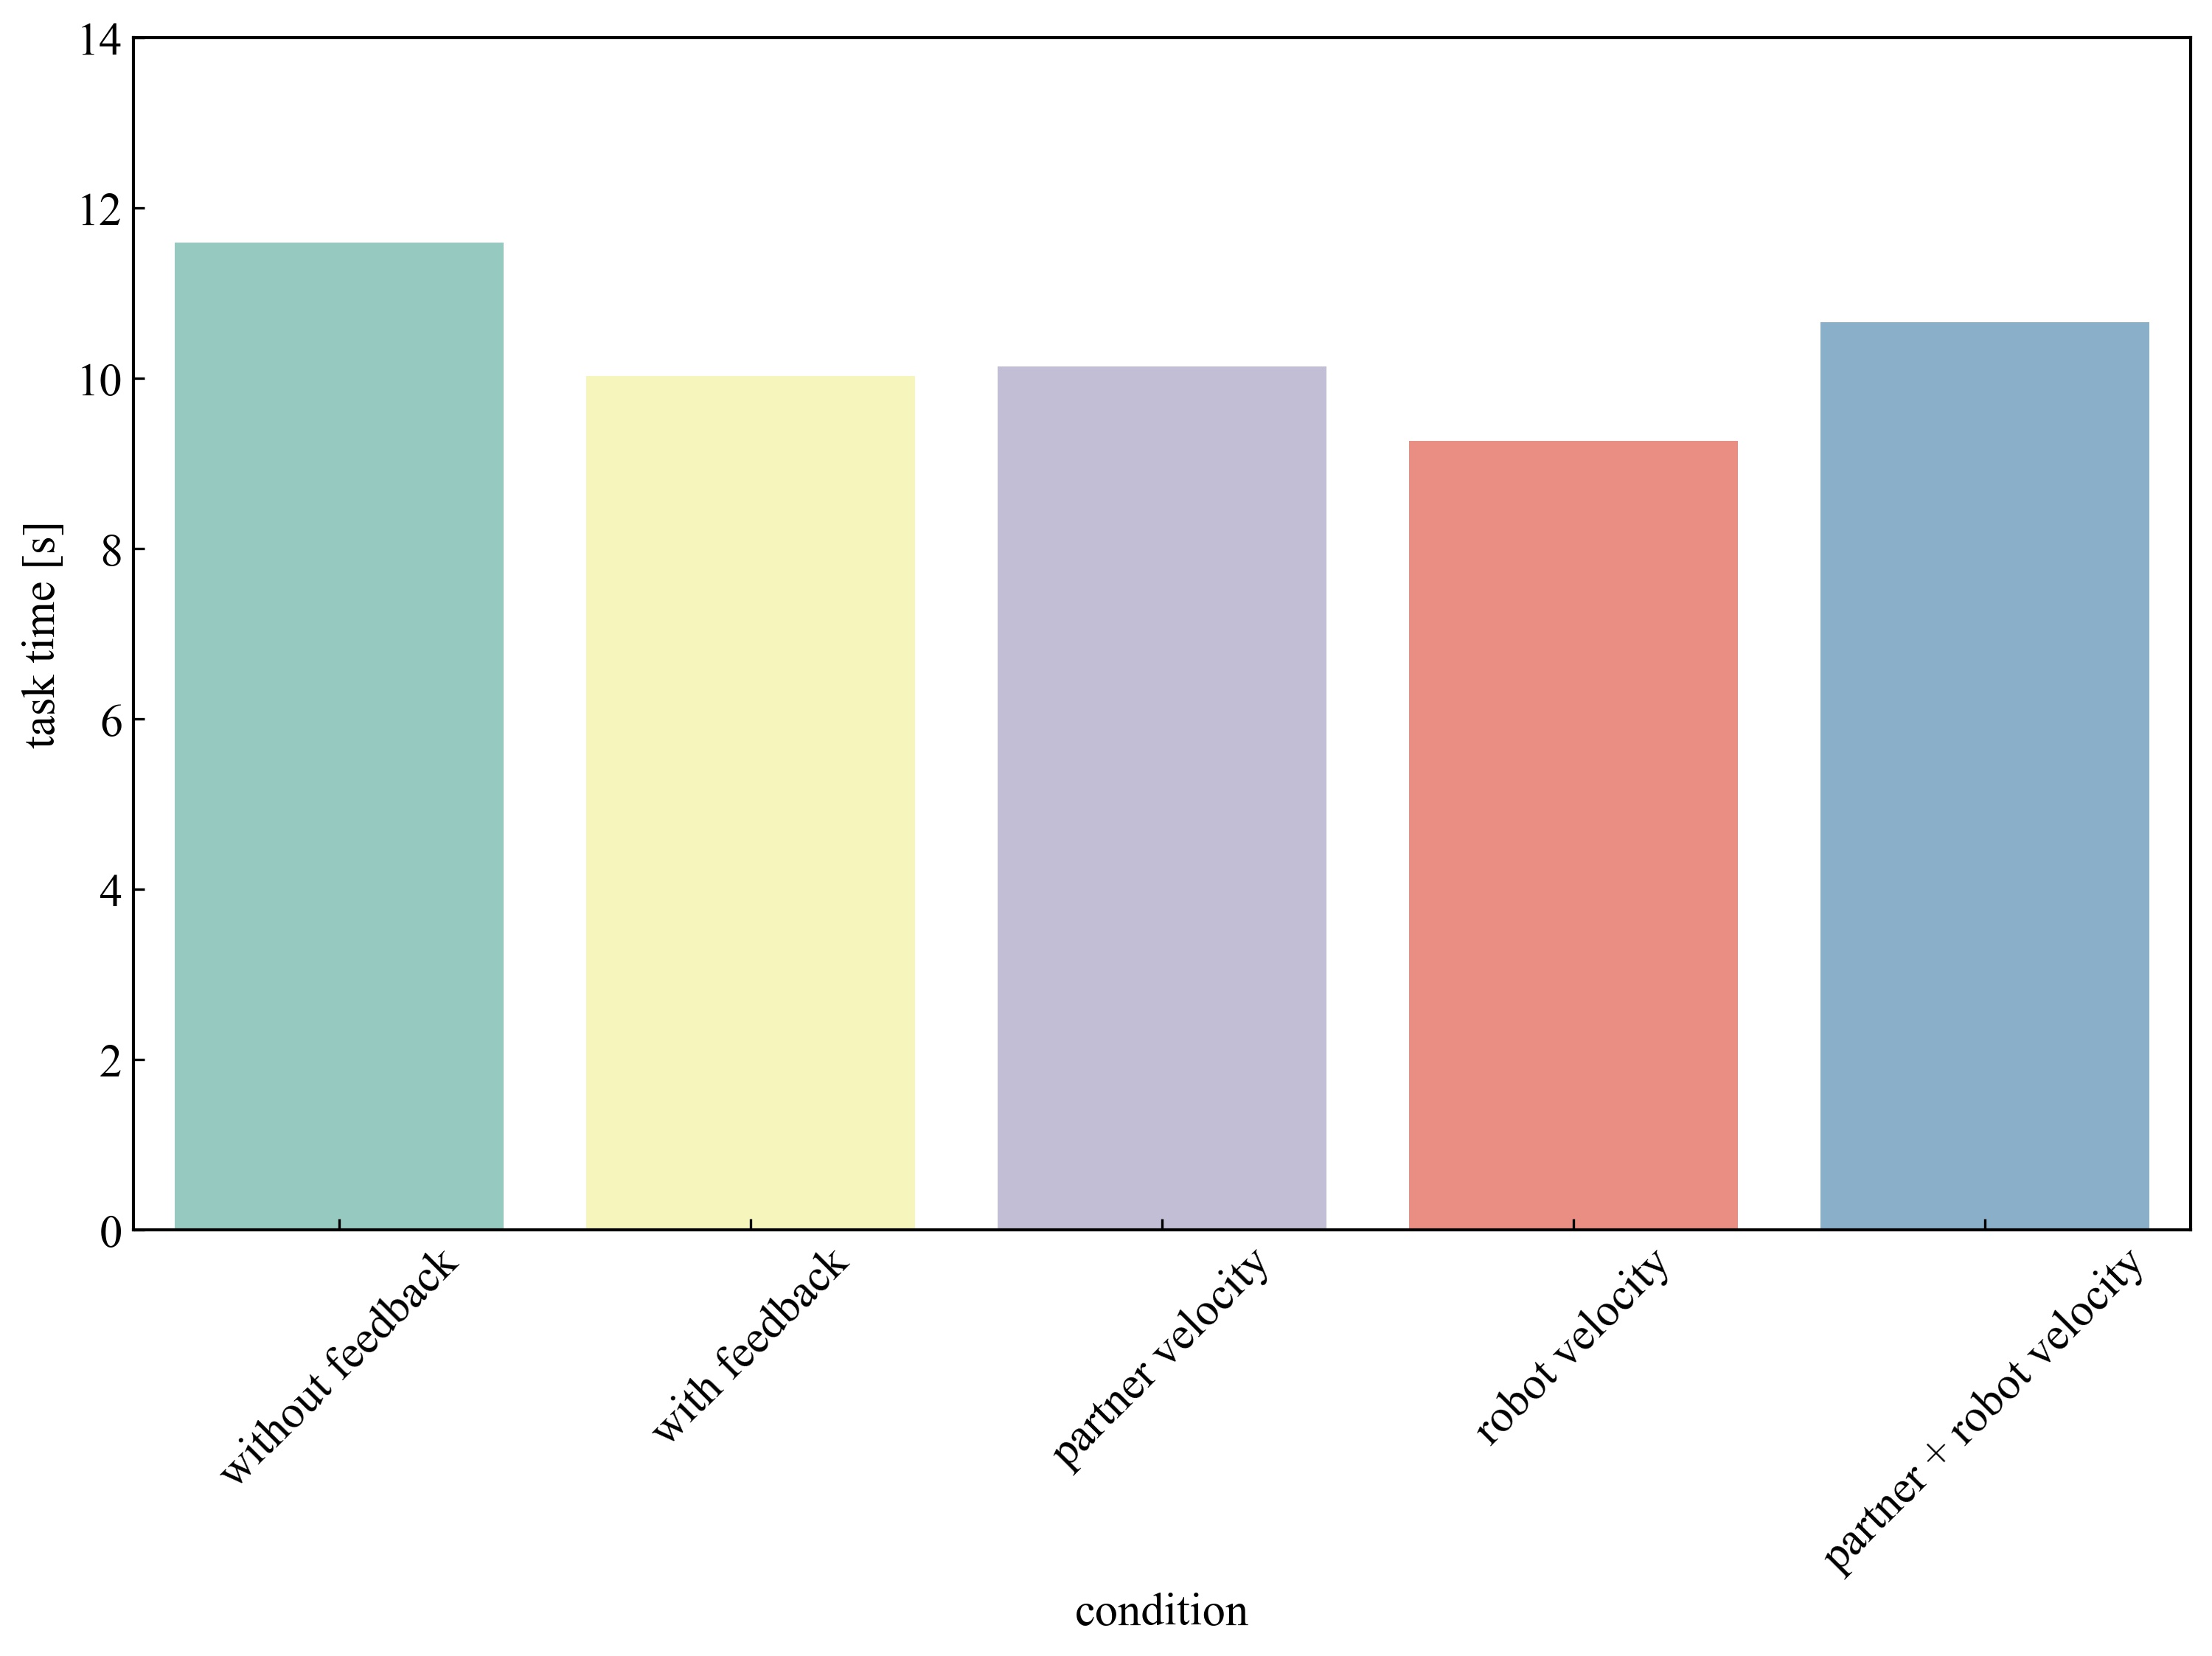 14
12
10
8
6
4
2
0
task time [s]
without feedback
with feedback
partner velocity
robot velocity
partner + robot velocity
condition